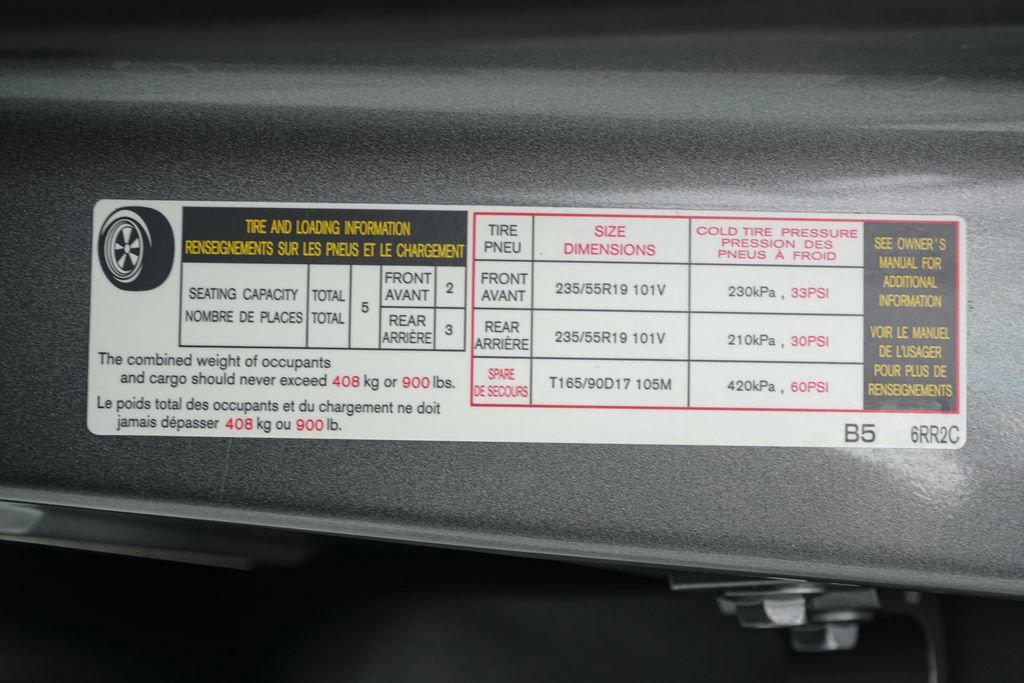 TIRE AND LOADING INFORMATION
RENSEIGNEMENTS SUR LES PNEUS ET LE CHARGEMENT
SEATING CAPACITY
NOMBRE DE PLACES
TOTAL
TOTAL
5
FRONT
AVANT
2
REAR
ARRIÈRE
3
The combined weight of occupants
and cargo should never exceed 408 kg or 900 lbs.
Le poids total des occupants et du chargement ne doit
jamais dépasser 408 kg ou 900 lb.
TIRE
PNEU
SIZE
DIMENSIONS
COLD TIRE PRESSURE
PRESSION DES
PNEUS À FROID
FRONT
AVANT
235/55R19 101V
230kPa , 33PSI
REAR
ARRIÈRE
235/55R19 101V
210kPa , 30PSI
SPARE
DE SECOURS
T165/90D17 105M
420kPa , 60PSI
SEE OWNER'S
MANUAL FOR
ADDITIONAL
INFORMATION
VOIR LE MANUEL
DE L'USAGER
POUR PLUS DE
RENSEIGNEMENTS
B5 6RR2C